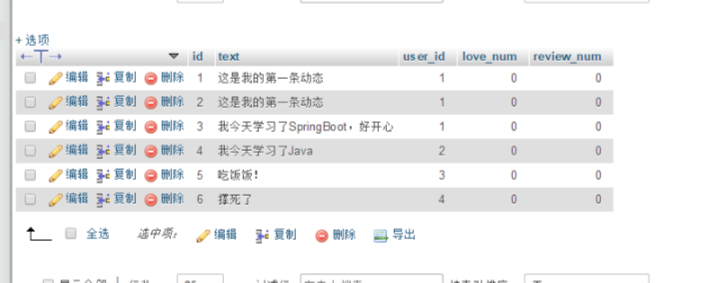 + 选项
←T→ ▼ id text user_id love_num review_num
编辑 复制 删除 1 这是我的第一条动态 1 0 0
编辑 复制 删除 2 这是我的第一条动态 1 0 0
编辑 复制 删除 3 我今天学习了SpringBoot，好开心 1 0 0
编辑 复制 删除 4 我今天学习了Java 2 0 0
编辑 复制 删除 5 吃饭饭！ 3 0 0
编辑 复制 删除 6 撑死了 4 0 0
全选 选中项： 编辑 复制 删除 导出